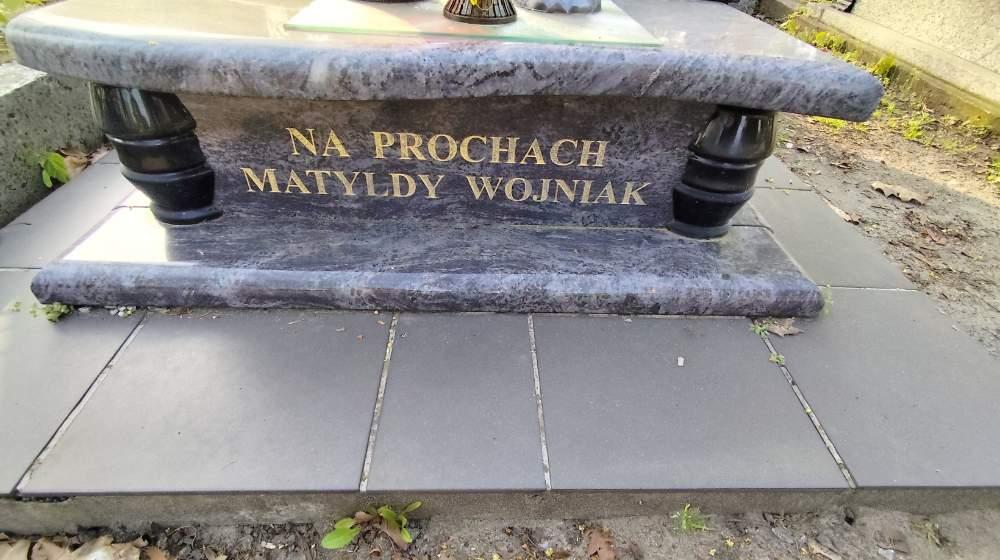 NA PROCHACH
MATYLDY WOJNIAK